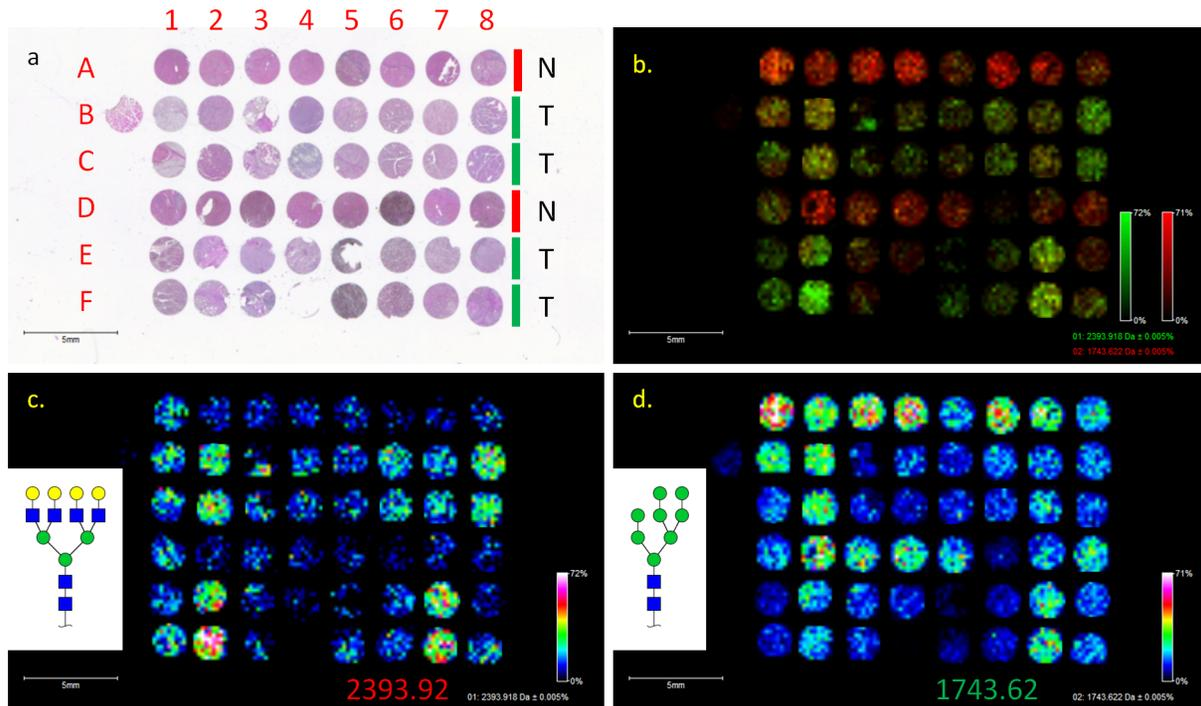 1 2 3 4 5 6 7 8
a
A N
B T
C T
D N
E T
F T
5mm
b.
72% 71%
0% 0%
5mm
01: 2393.918 Da ± 0.005%
02: 1743.622 Da ± 0.005%
c.
72%
0%
5mm
2393.92
01: 2393.918 Da ± 0.005%
d.
71%
0%
5mm
1743.62
02: 1743.622 Da ± 0.005%